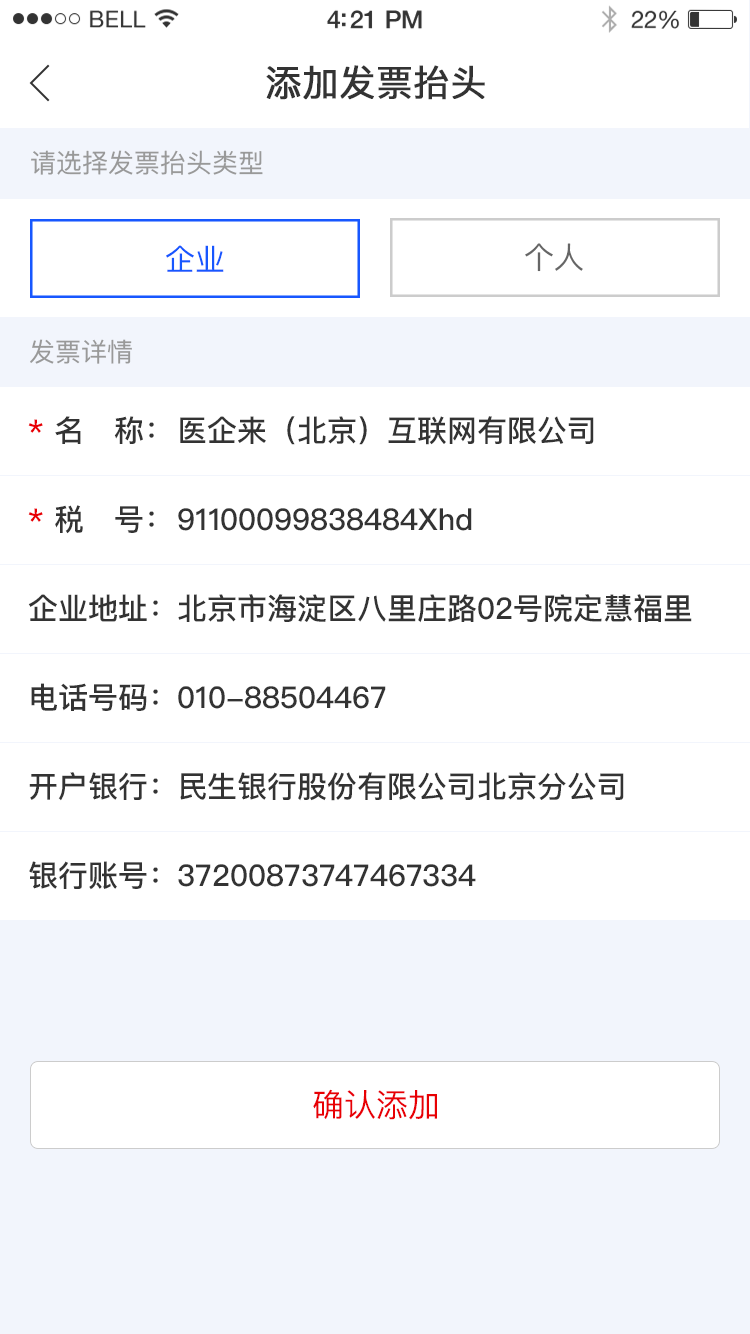 BELL 4:21 PM 22%
添加发票抬头
请选择发票抬头类型
企业 个人
发票详情
* 名 称： 医企来（北京）互联网有限公司
* 税 号： 91100099838484Xhd
企业地址： 北京市海淀区八里庄路02号院定慧福里
电话号码： 010-88504467
开户银行： 民生银行股份有限公司北京分公司
银行账号： 37200873747467334
确认添加